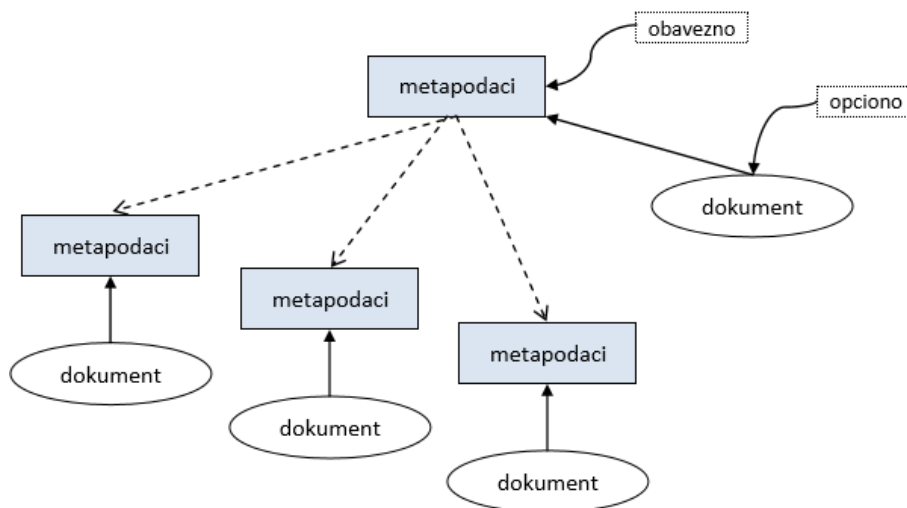 obavezno
metapodaci
opciono
dokument
metapodaci
metapodaci
metapodaci
dokument
dokument
dokument